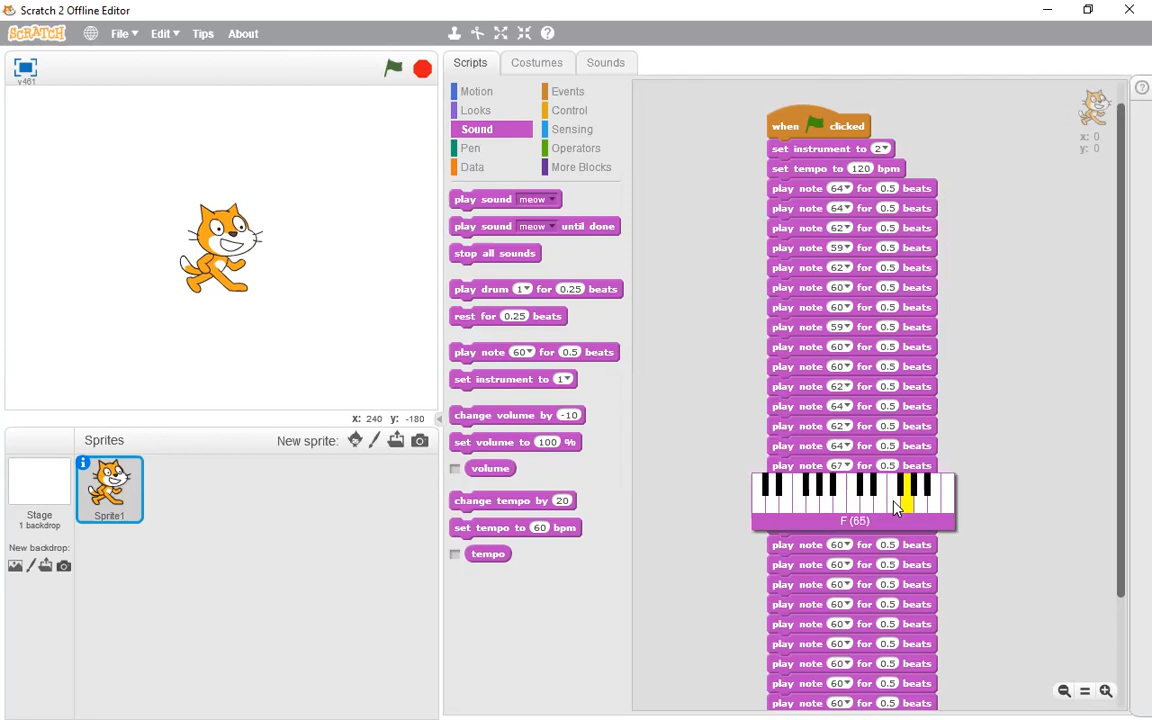 Scratch 2 Offline Editor
SCRATCH File Edit Tips About
v461
Scripts Costumes Sounds
Motion Events
Looks Control
Sound Sensing
Pen Operators
Data More Blocks
play sound meow
play sound meow until done
stop all sounds
play drum 1 for 0.25 beats
rest for 0.25 beats
play note 60 for 0.5 beats
set instrument to 1
change volume by -10
set volume to 100 %
volume
change tempo by 20
set tempo to 60 bpm
tempo
when clicked
set instrument to 2
set tempo to 120 bpm
play note 64 for 0.5 beats
play note 64 for 0.5 beats
play note 62 for 0.5 beats
play note 59 for 0.5 beats
play note 62 for 0.5 beats
play note 60 for 0.5 beats
play note 60 for 0.5 beats
play note 59 for 0.5 beats
play note 60 for 0.5 beats
play note 60 for 0.5 beats
play note 62 for 0.5 beats
play note 64 for 0.5 beats
play note 62 for 0.5 beats
play note 64 for 0.5 beats
play note 67 for 0.5 beats
F (65)
play note 60 for 0.5 beats
play note 60 for 0.5 beats
play note 60 for 0.5 beats
play note 60 for 0.5 beats
play note 60 for 0.5 beats
play note 60 for 0.5 beats
play note 60 for 0.5 beats
play note 60 for 0.5 beats
play note 60 for 0.5 beats
x: 0
y: 0
x: 240 y: -180
Sprites New sprite:
Stage
1 backdrop
New backdrop:
Sprite1